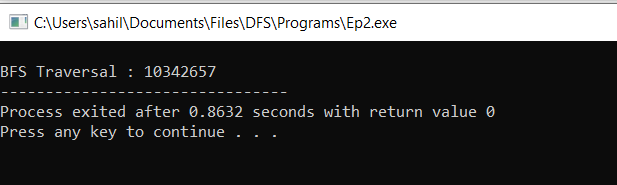 C:\Users\sahil\Documents\Files\DFS\Programs\Ep2.exe
BFS Traversal : 10342657
--------------------------------
Process exited after 0.8632 seconds with return value 0
Press any key to continue . . .